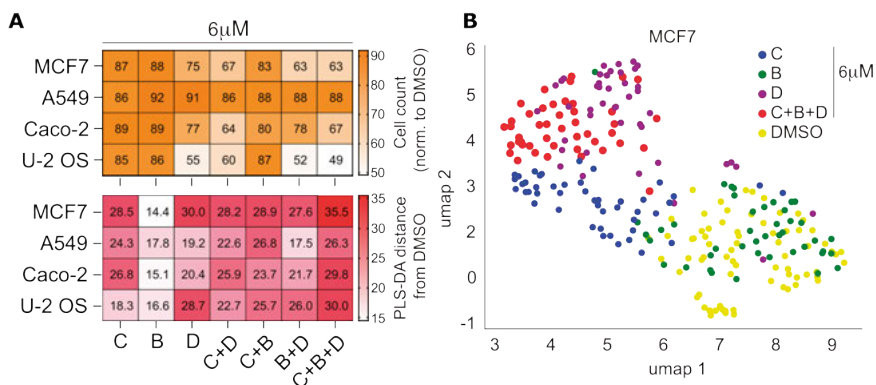 A
6μM
MCF7 87 88 75 67 83 63 63
A549 86 92 91 86 88 88 88
Caco-2 89 89 77 64 80 78 67
U-2 OS 85 86 55 60 87 52 49
90
80
70
60
50
Cell count
(norm. to DMSO)
MCF7 28.5 14.4 30.0 28.2 28.9 27.6 35.5
A549 24.3 17.8 19.2 22.6 26.8 17.5 26.3
Caco-2 26.8 15.1 20.4 25.9 23.7 21.7 29.8
U-2 OS 18.3 16.6 28.7 22.7 25.7 26.0 30.0
35
30
25
20
15
PLS-DA distance
from DMSO
C B D C+D C+B B+D C+B+D
B
MCF7
C
B
D
C+B+D
DMSO
6μM
6
5
4
3
2
1
0
-1
umap 2
3 4 5 6 7 8 9
umap 1